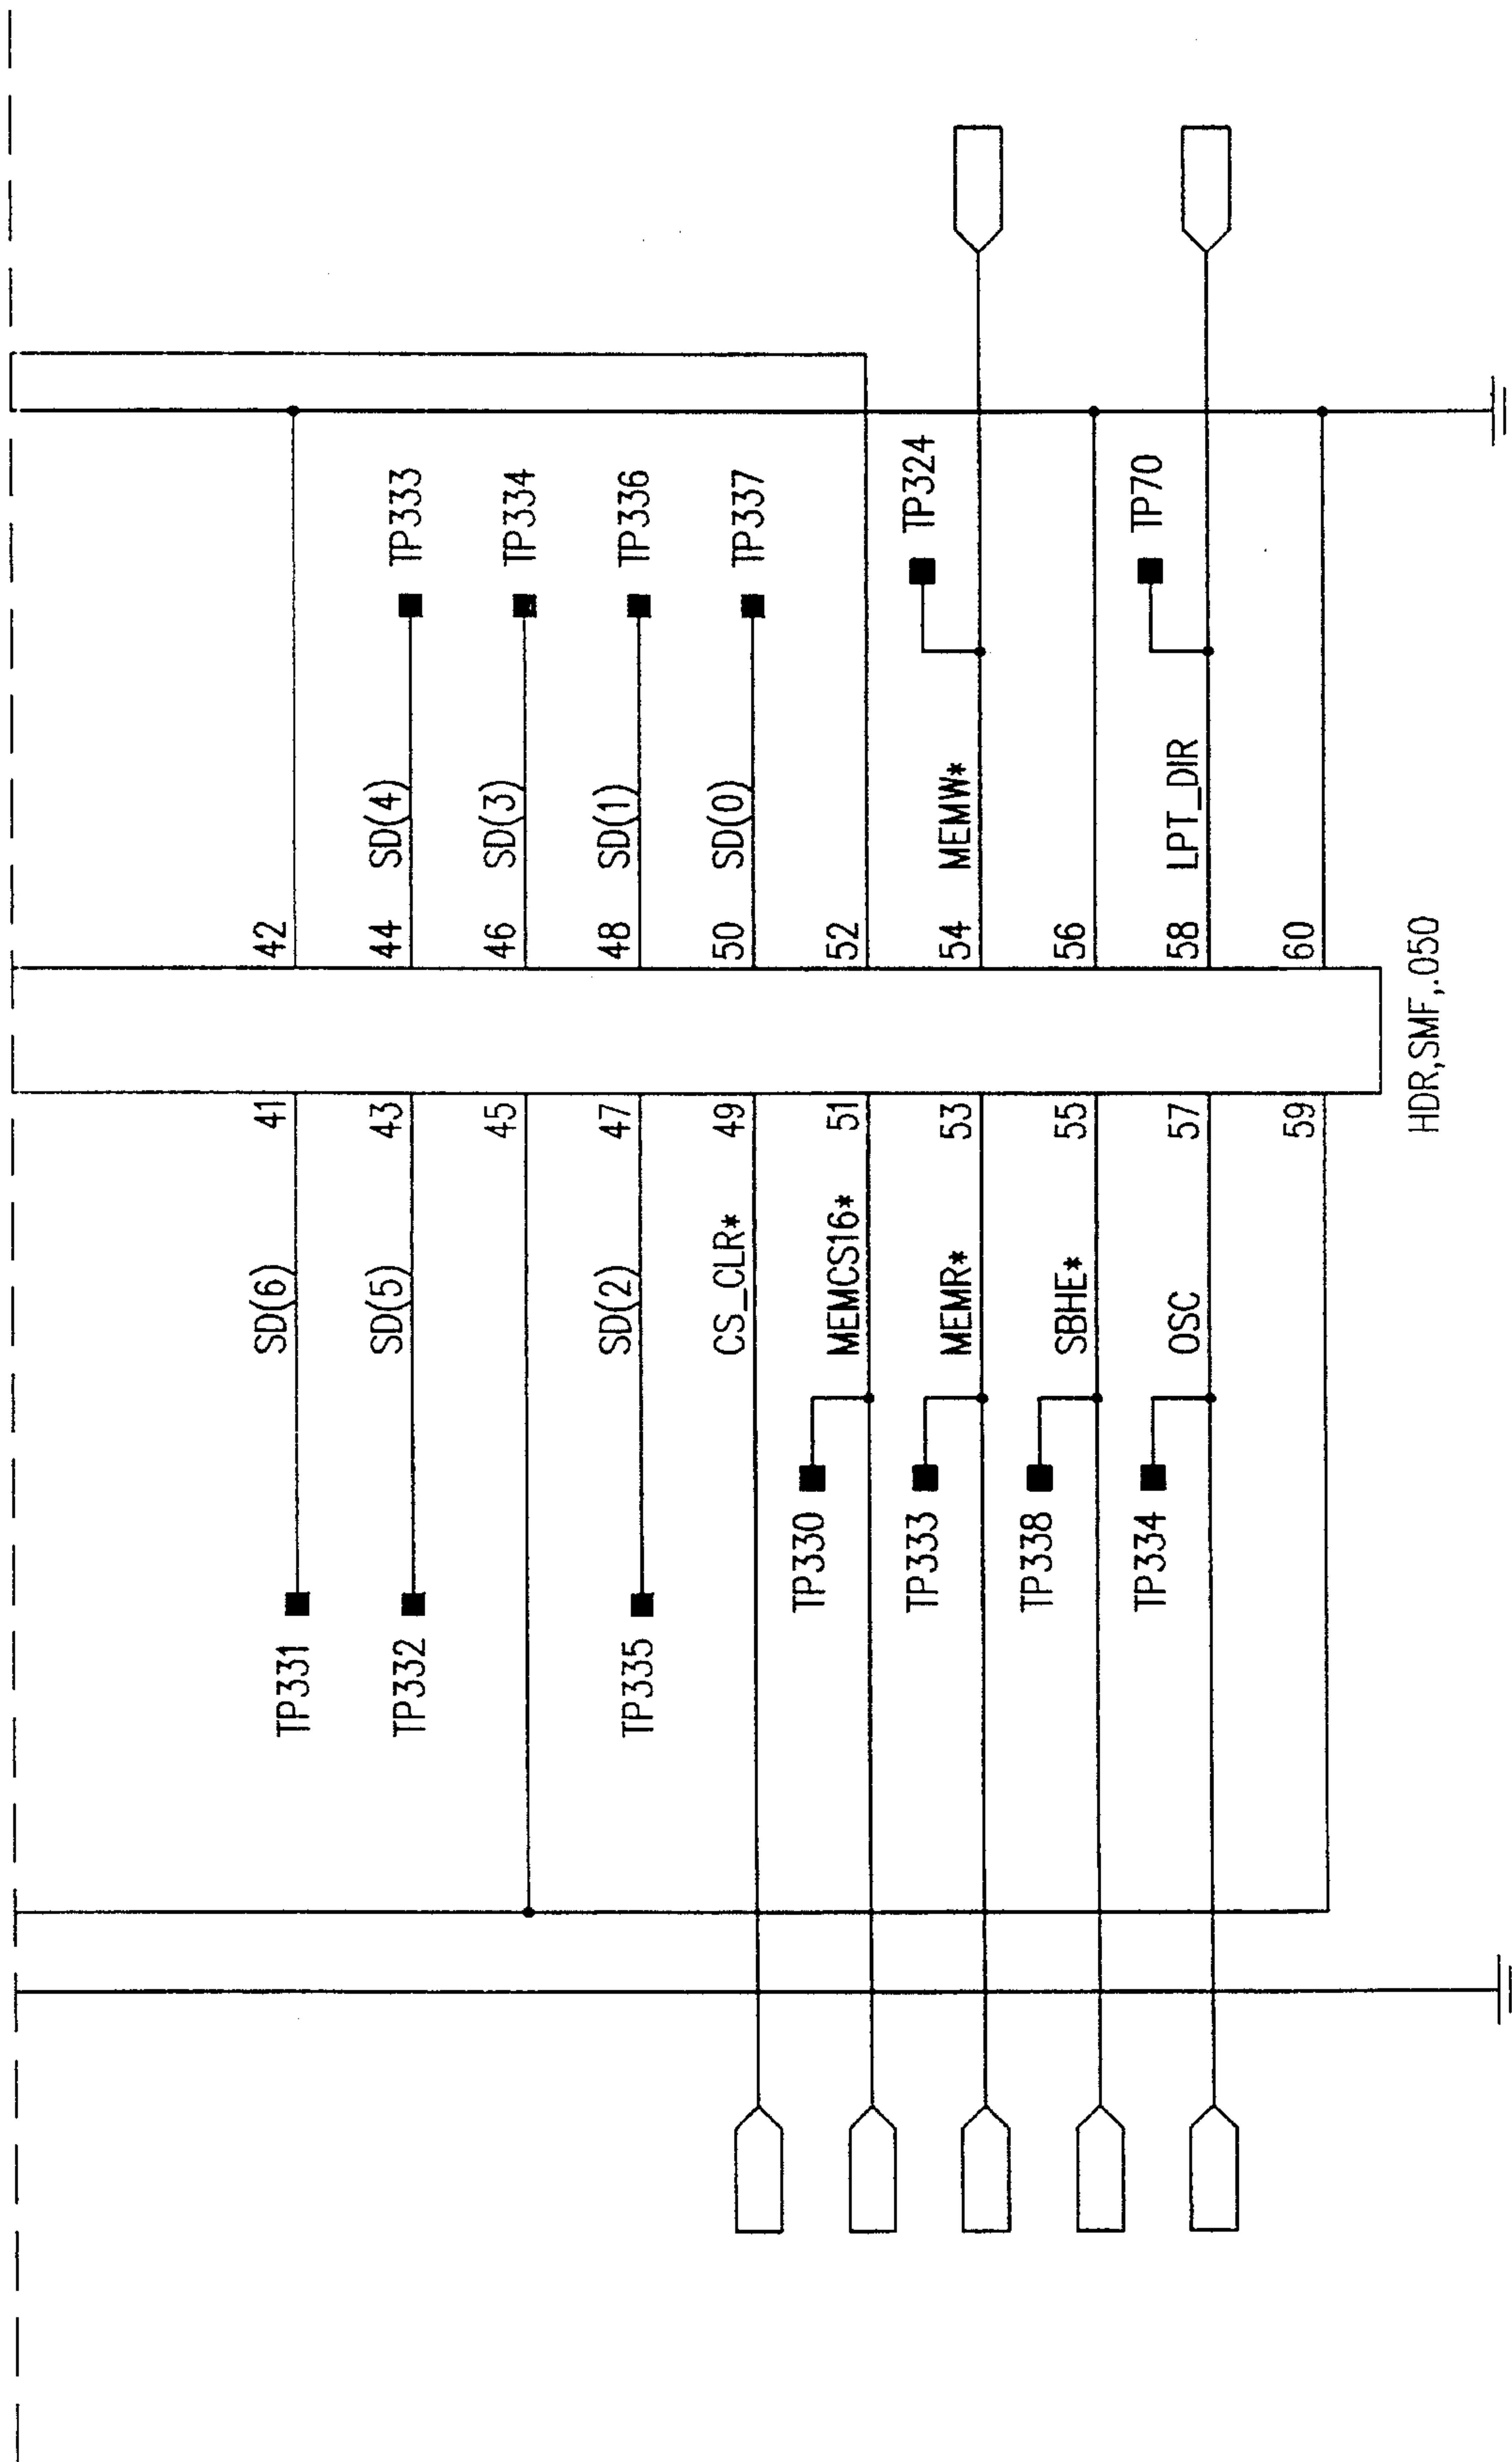 TP331 SD(6) 41 42
TP332 SD(5) 43 44 SD(4) TP333
45 46 SD(3) TP334
TP335 SD(2) 47 48 SD(1) TP336
CS_CLR* 49 50 SD(0) TP337
TP330 MEMCS16* 51 52
TP333 MEMR* 53 54 MEMW* TP324
TP338 SBHE* 55 56
TP334 OSC 57 58 LPT_DIR TP70
59 60
HDR,SMF,.050